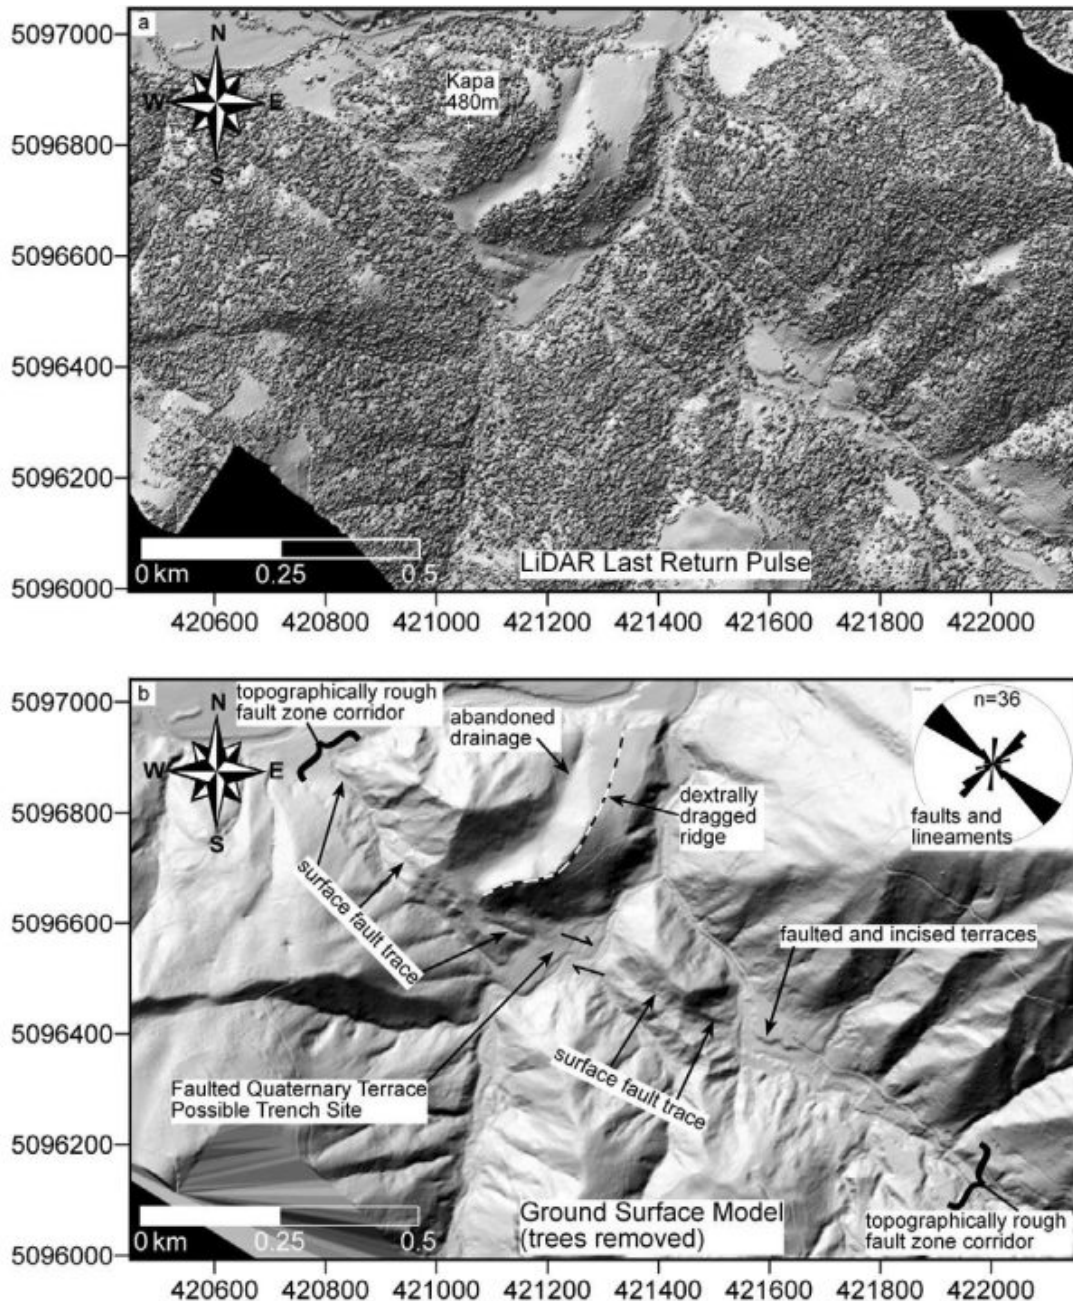 a
5097000
5096800
5096600
5096400
5096200
5096000
N
W
E
S
Kapa
480m
0 km
0.25
0.5
LiDAR Last Return Pulse
420600
420800
421000
421200
421400
421600
421800
422000
b
5097000
5096800
5096600
5096400
5096200
5096000
N
W
E
S
topographically rough
fault zone corridor
abandoned
drainage
n=36
faults and
lineaments
dextrally
dragged
ridge
surface fault trace
faulted and incised terraces
surface fault trace
Faulted Quaternary Terrace
Possible Trench Site
topographically rough
fault zone corridor
Ground Surface Model
(trees removed)
0 km
0.25
0.5
420600
420800
421000
421200
421400
421600
421800
422000